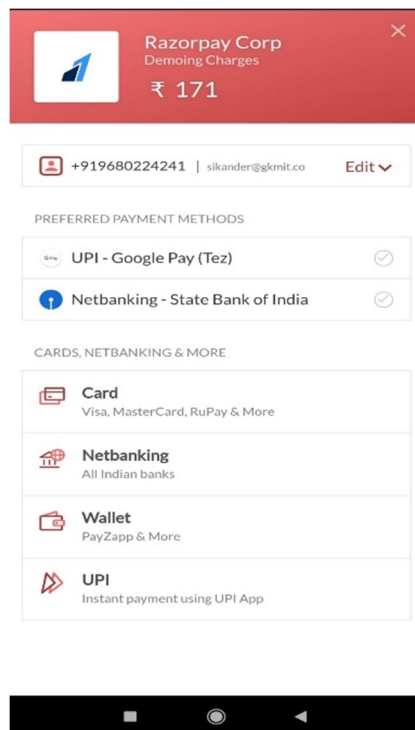 Razorpay Corp
Demoing Charges
₹ 171
+919680224241 | sikander@gkmit.co Edit
PREFERRED PAYMENT METHODS
UPI - Google Pay (Tez)
Netbanking - State Bank of India
CARDS, NETBANKING & MORE
Card
Visa, MasterCard, RuPay & More
Netbanking
All Indian banks
Wallet
PayZapp & More
UPI
Instant payment using UPI App